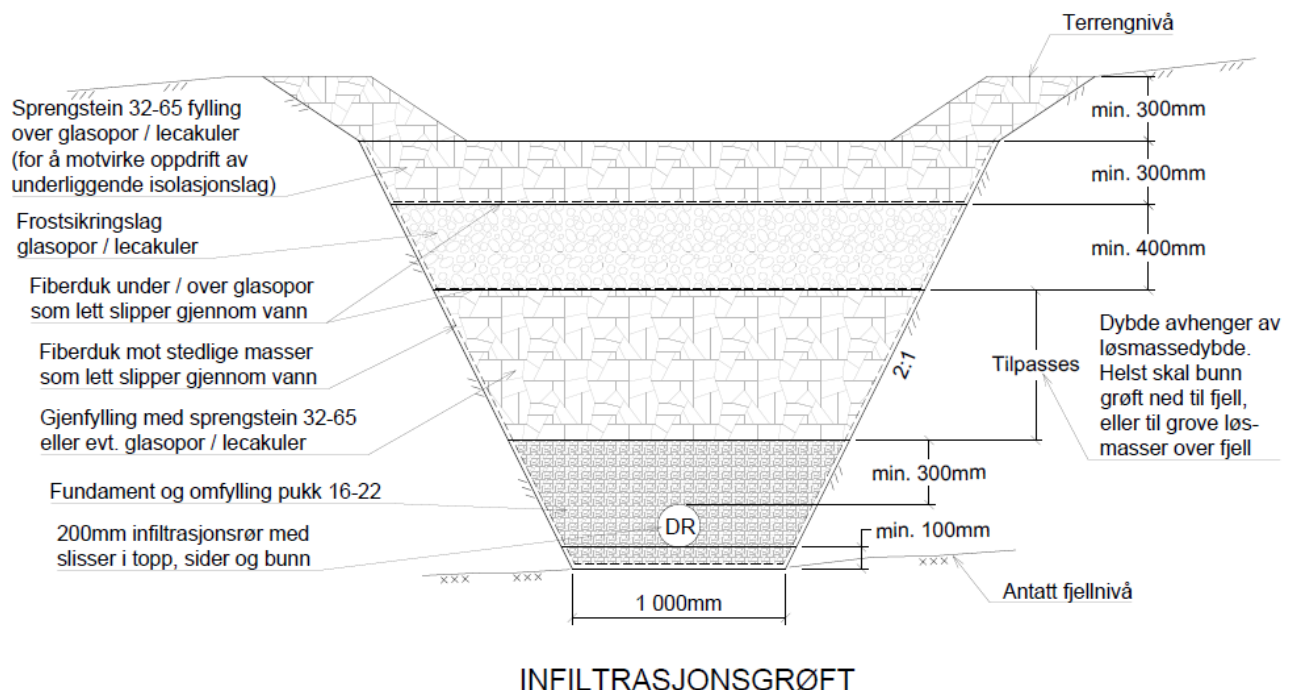 Terrengnivå
Sprengstein 32-65 fylling
over glasopor / lecakuler
(for å motvirke oppdrift av
underliggende isolasjonslag)
Frostsikringslag
glasopor / lecakuler
Fiberduk under / over glasopor
som lett slipper gjennom vann
Fiberduk mot stedlige masser
som lett slipper gjennom vann
Gjenfylling med sprengstein 32-65
eller evt. glasopor / lecakuler
Fundament og omfylling pukk 16-22
200mm infiltrasjonsrør med
slisser i topp, sider og bunn
DR
1 000mm
2:1
min. 300mm
min. 300mm
min. 400mm
Tilpasses
Dybde avhenger av
løsmassedybde.
Helst skal bunn
grøft ned til fjell,
eller til grove løs-
masser over fjell
min. 300mm
min. 100mm
Antatt fjellnivå
INFILTRASJONSGRØFT